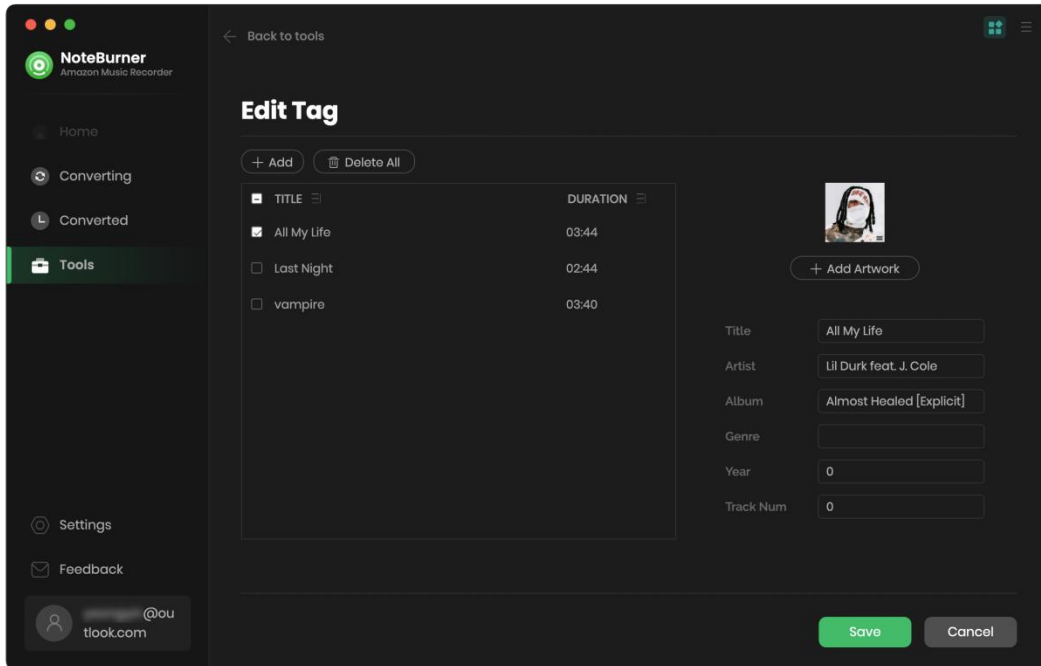 NoteBurner
Amazon Music Recorder
Home
Converting
Converted
Tools
Settings
Feedback
@ou
tlook.com
Back to tools
Edit Tag
Add
Delete All
TITLE DURATION
All My Life 03:44
Last Night 02:44
vampire 03:40
Add Artwork
Title All My Life
Artist Lil Durk feat. J. Cole
Album Almost Healed [Explicit]
Genre
Year 0
Track Num 0
Save Cancel